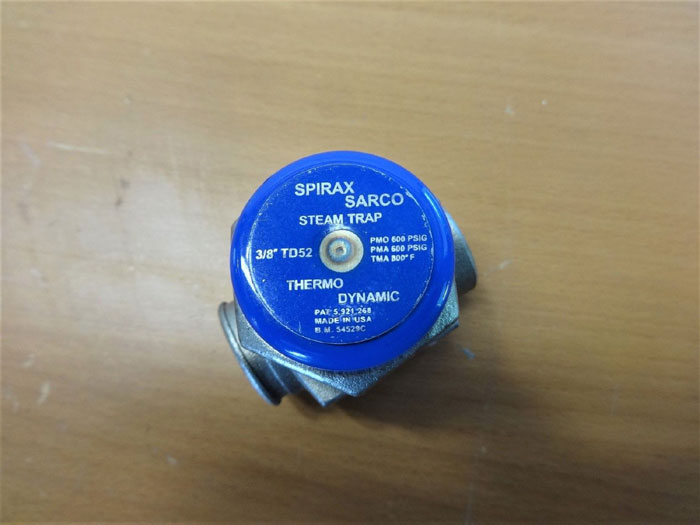 SPIRAX
SARCO
STEAM TRAP
3/8" TD52
PMO 600 PSIG
PMA 600 PSIG
TMA 800° F
THERMO
DYNAMIC
PAT 5,921,268
MADE IN USA
B.M. 54529C